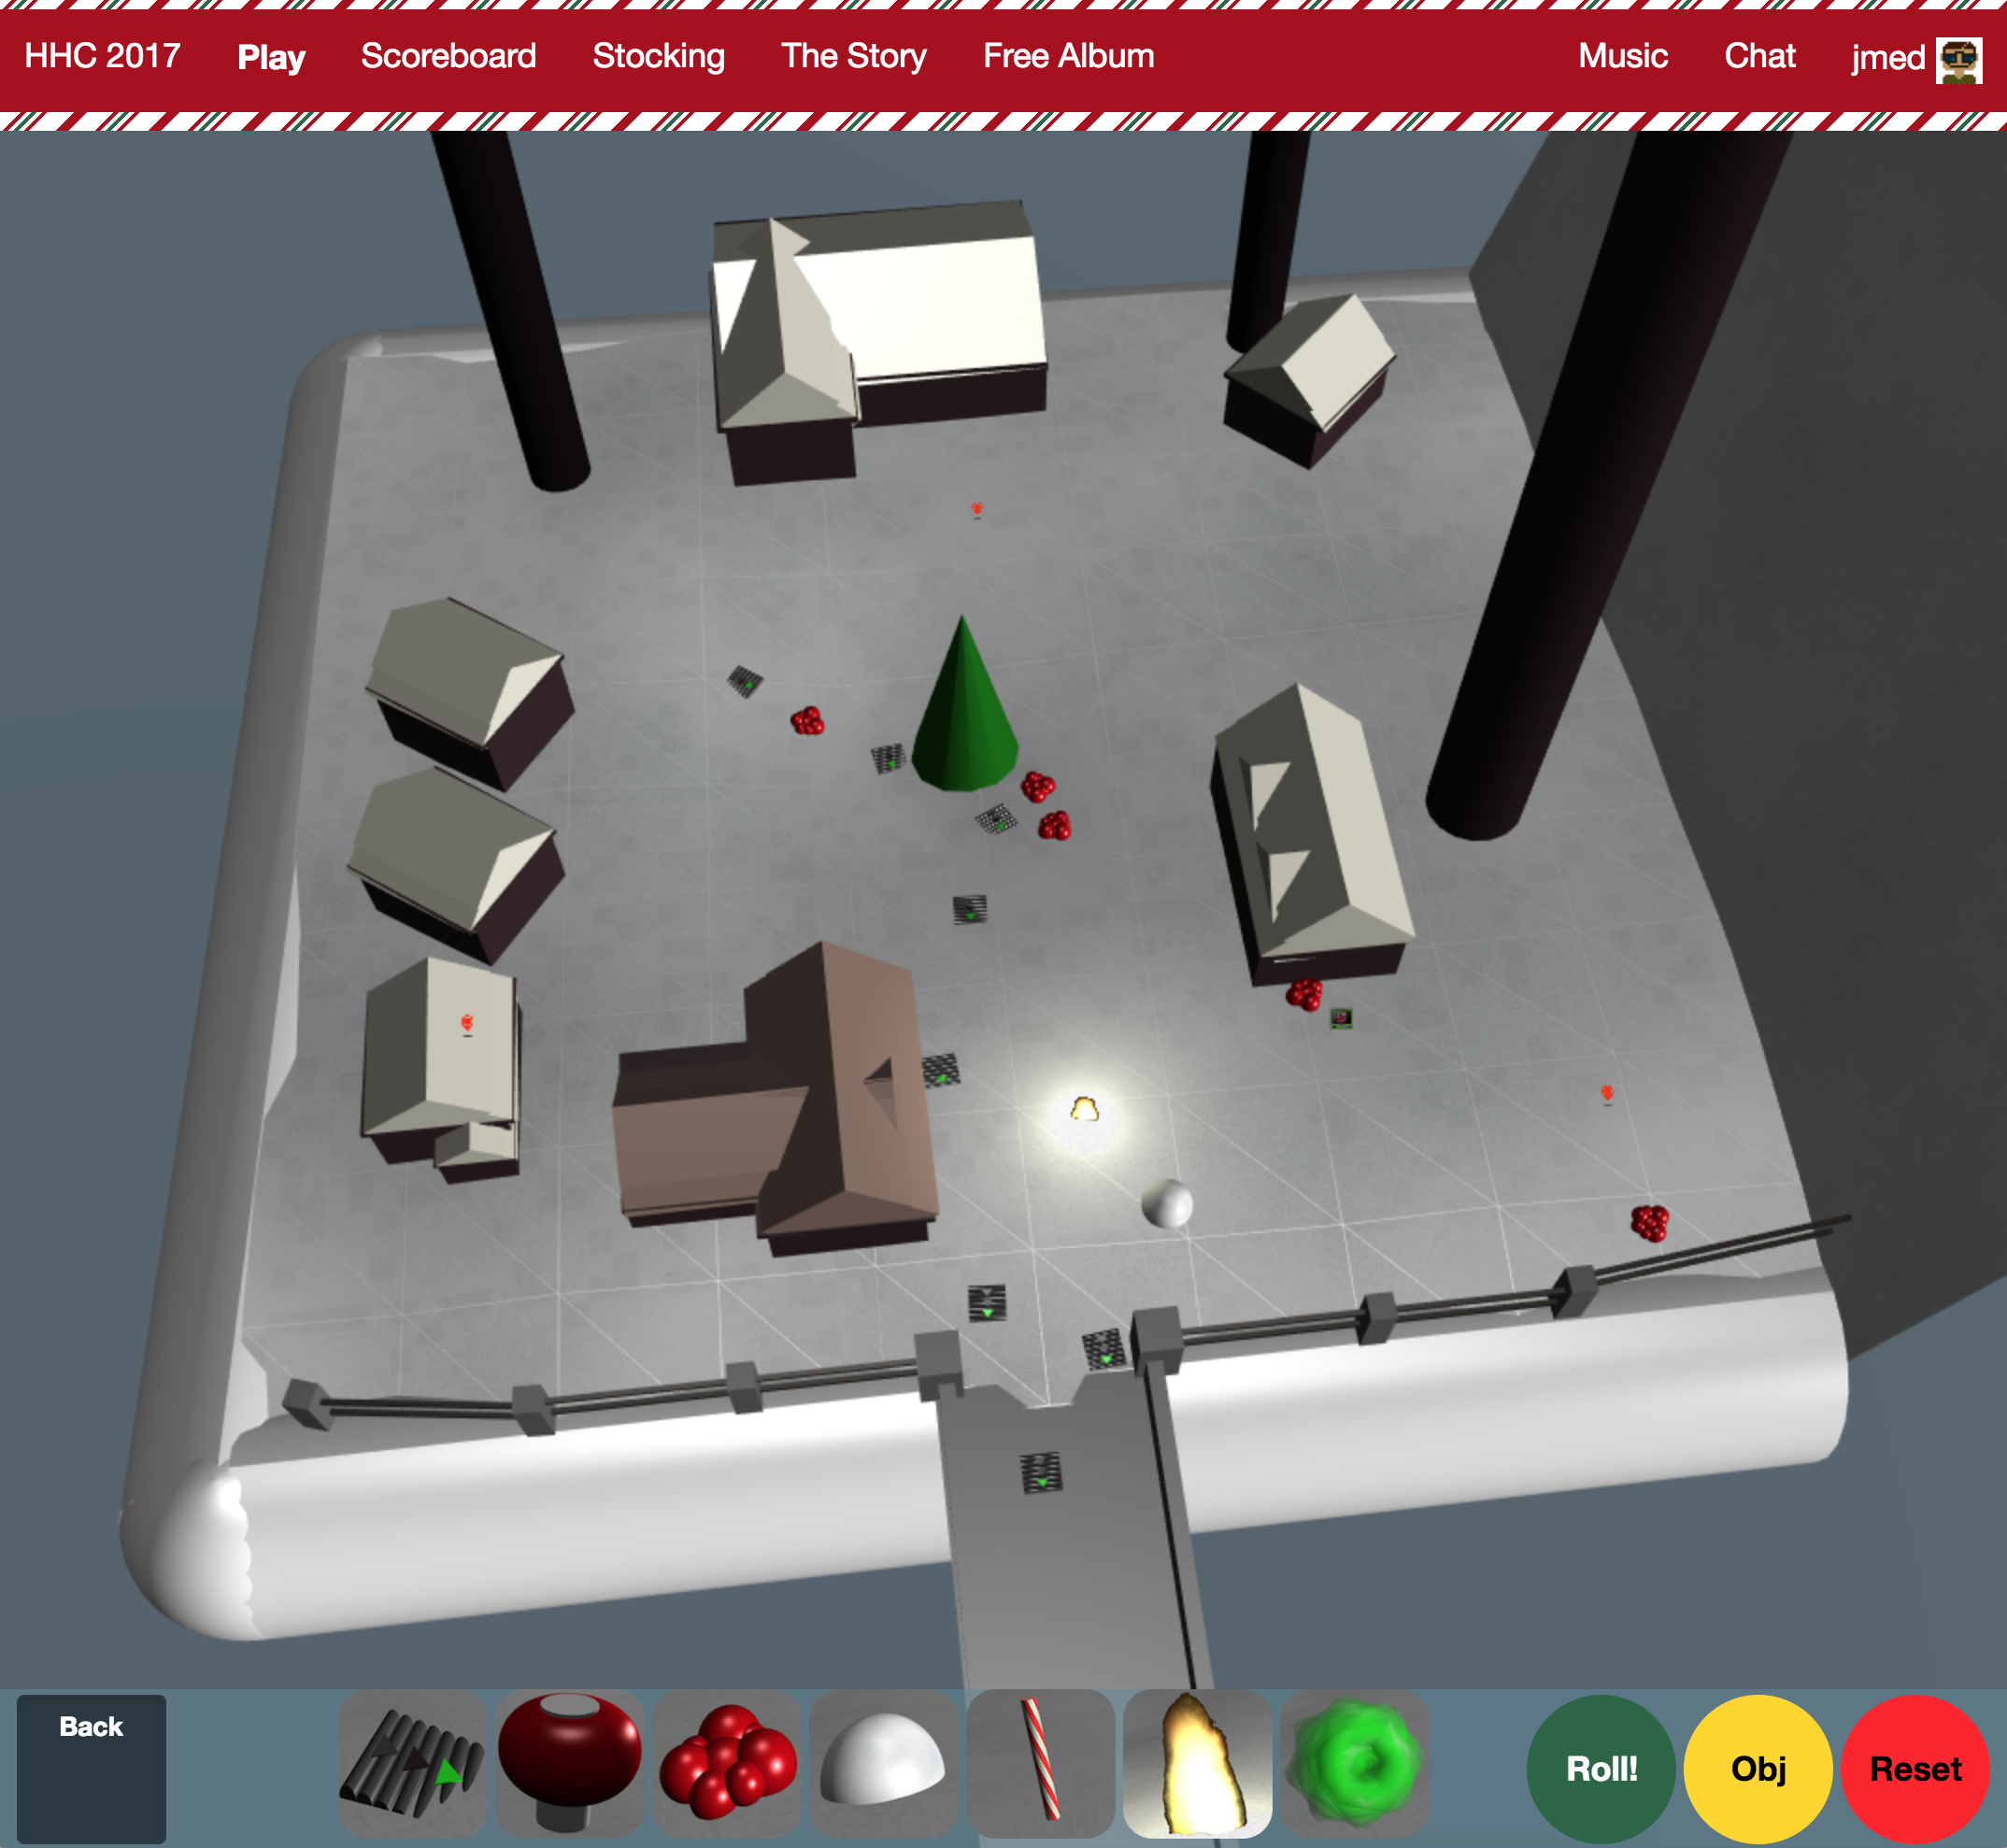 HHC 2017 Play Scoreboard Stocking The Story Free Album Music Chat jmed
Back Roll! Obj Reset